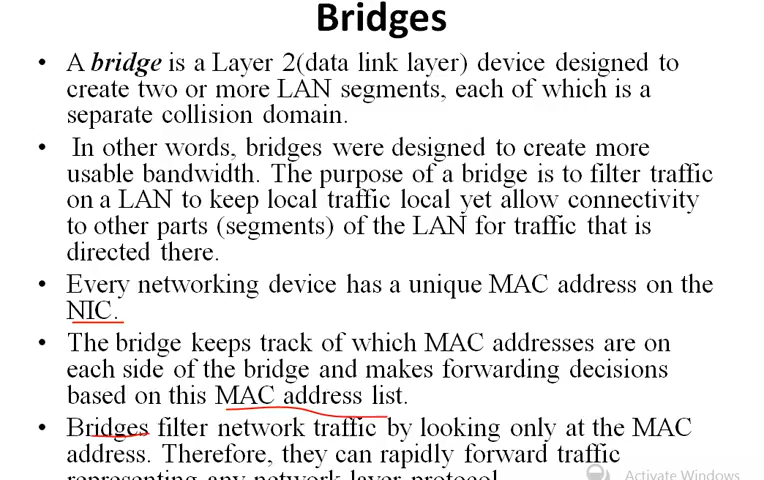 Bridges
• A bridge is a Layer 2(data link layer) device designed to
create two or more LAN segments, each of which is a
separate collision domain.
• In other words, bridges were designed to create more
usable bandwidth. The purpose of a bridge is to filter traffic
on a LAN to keep local traffic local yet allow connectivity
to other parts (segments) of the LAN for traffic that is
directed there.
• Every networking device has a unique MAC address on the
NIC.
• The bridge keeps track of which MAC addresses are on
each side of the bridge and makes forwarding decisions
based on this MAC address list.
• Bridges filter network traffic by looking only at the MAC
address. Therefore, they can rapidly forward traffic
representing any network layer protocol.
Activate Windows